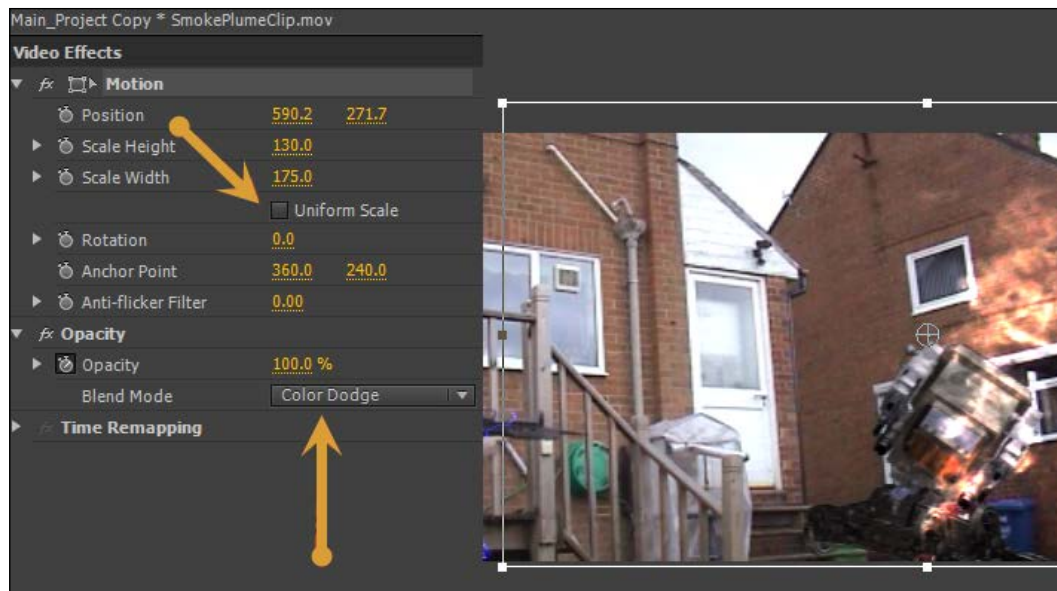 Main_Project Copy * SmokePlumeClip.mov
Video Effects
fx Motion
Position 590.2 271.7
Scale Height 130.0
Scale Width 175.0
Uniform Scale
Rotation 0.0
Anchor Point 360.0 240.0
Anti-flicker Filter 0.00
fx Opacity
Opacity 100.0 %
Blend Mode Color Dodge
fx Time Remapping